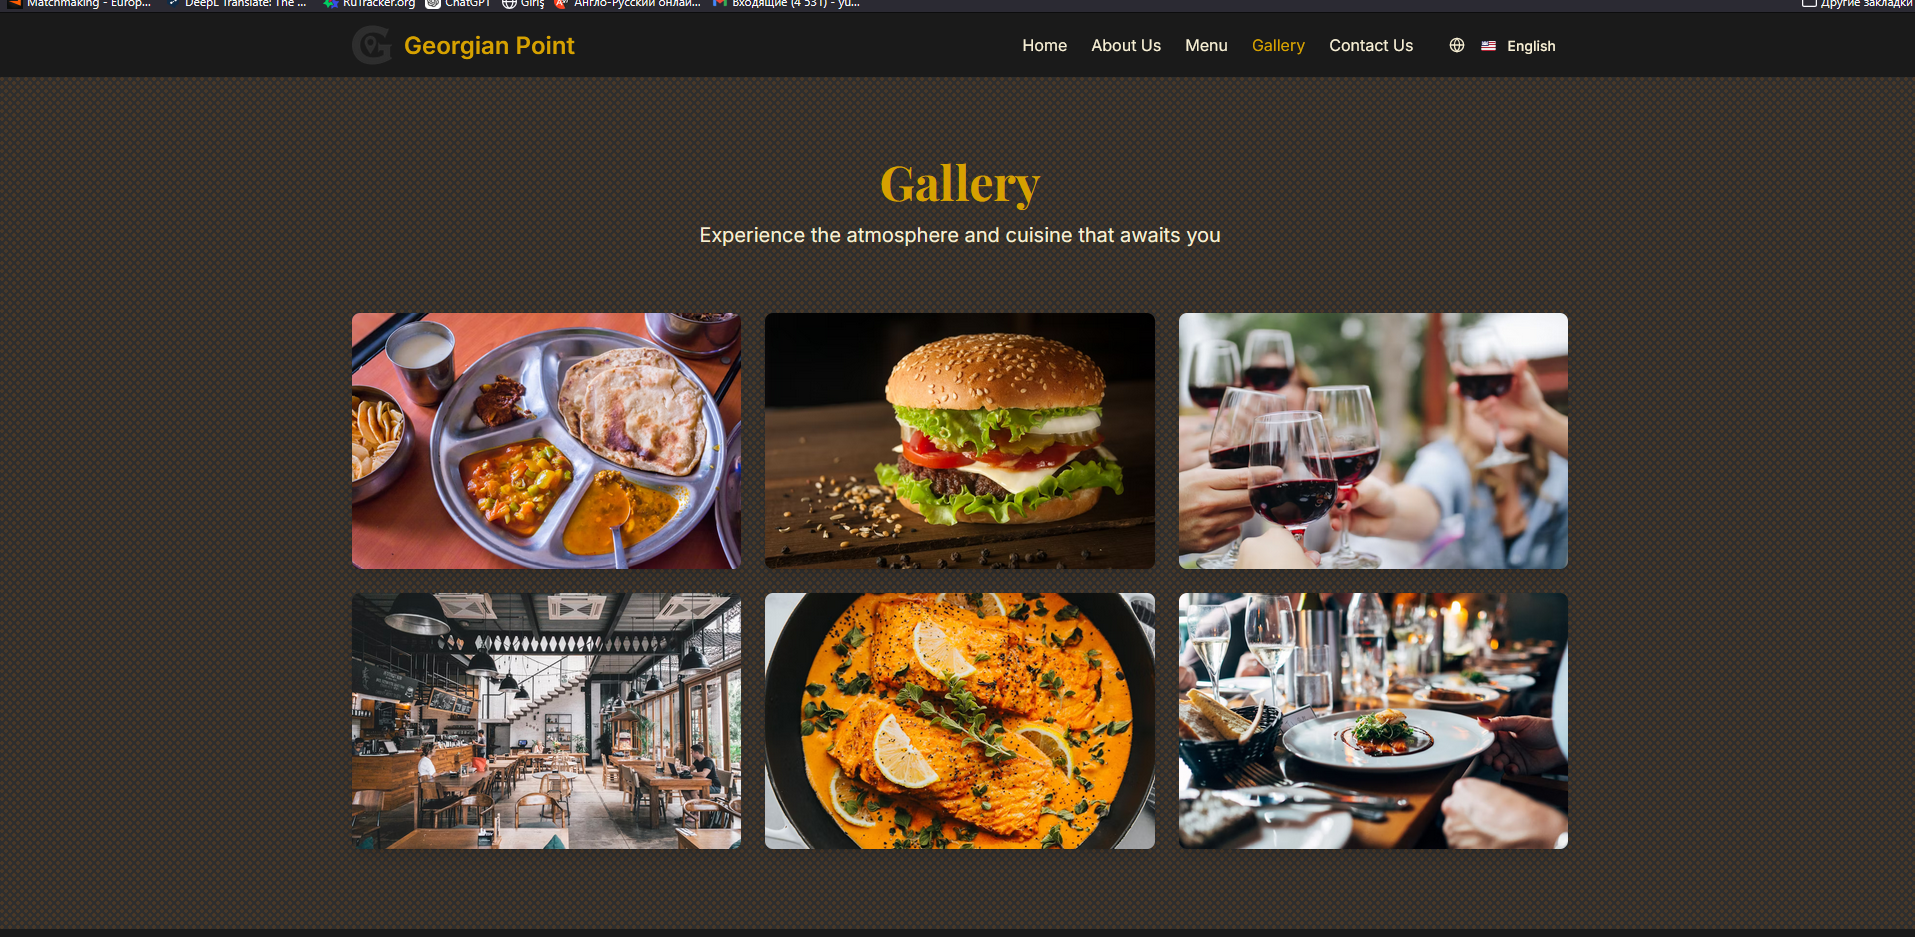 Matchmaking - Europ...
DeepL Translate: The ...
RuTracker.org
ChatGPT
Giriş
Англо-Русский онлай...
Входящие (4 531) - yu...
Другие закладки
Georgian Point
Home
About Us
Menu
Gallery
Contact Us
English
Gallery
Experience the atmosphere and cuisine that awaits you